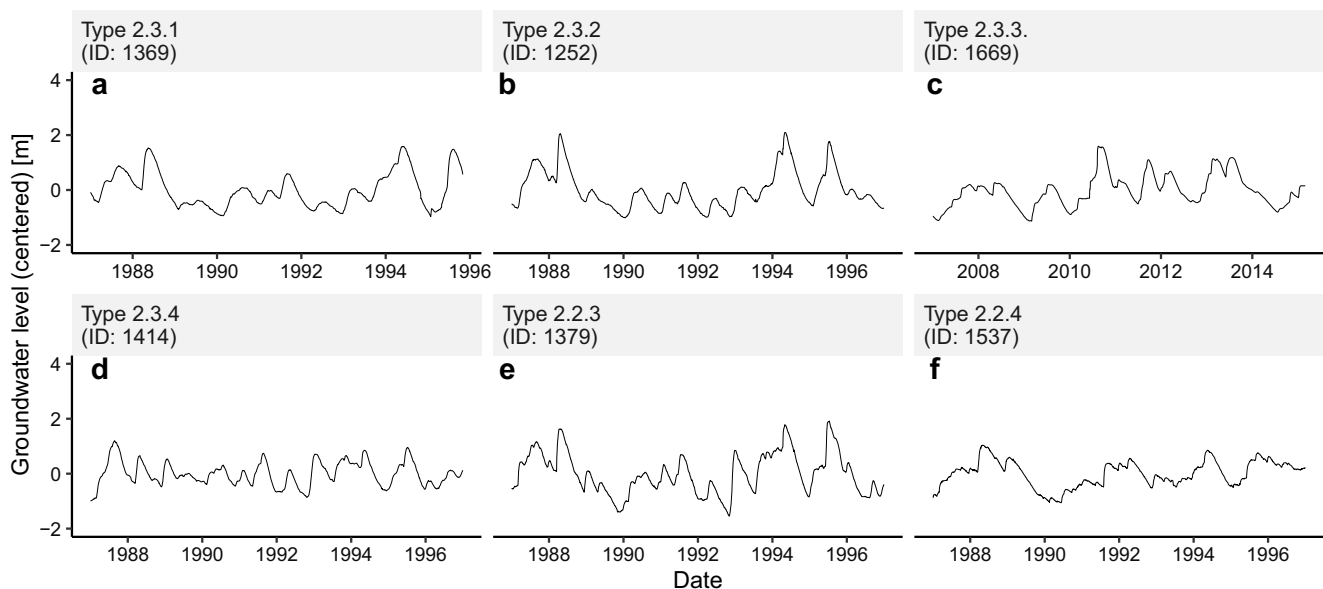 Type 2.3.1
(ID: 1369)
Type 2.3.2
(ID: 1252)
Type 2.3.3.
(ID: 1669)
a
b
c
4
2
0
−2
1988 1990 1992 1994 1996
1988 1990 1992 1994 1996
2008 2010 2012 2014
Groundwater level (centered) [m]
Type 2.3.4
(ID: 1414)
Type 2.2.3
(ID: 1379)
Type 2.2.4
(ID: 1537)
d
e
f
4
2
0
−2
1988 1990 1992 1994 1996
1988 1990 1992 1994 1996
1988 1990 1992 1994 1996
Date